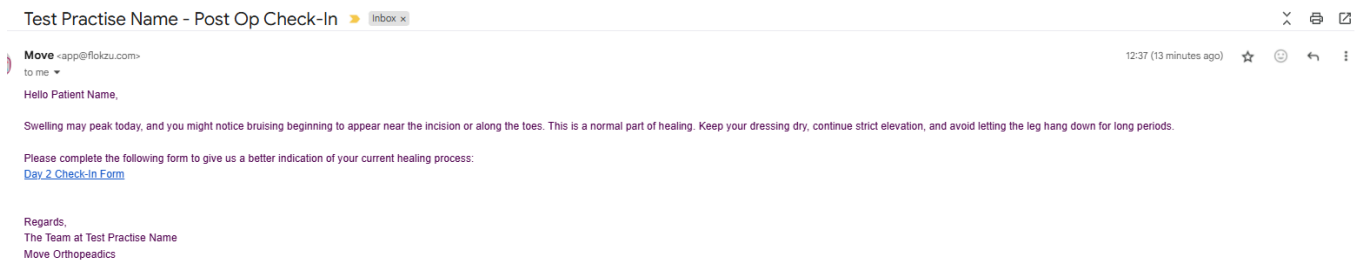 Test Practise Name - Post Op Check-In Inbox x
Move <app@flokzu.com> 12:37 (13 minutes ago)
to me
Hello Patient Name,
Swelling may peak today, and you might notice bruising beginning to appear near the incision or along the toes. This is a normal part of healing. Keep your dressing dry, continue strict elevation, and avoid letting the leg hang down for long periods.
Please complete the following form to give us a better indication of your current healing process:
Day 2 Check-In Form
Regards,
The Team at Test Practise Name
Move Orthopeadics